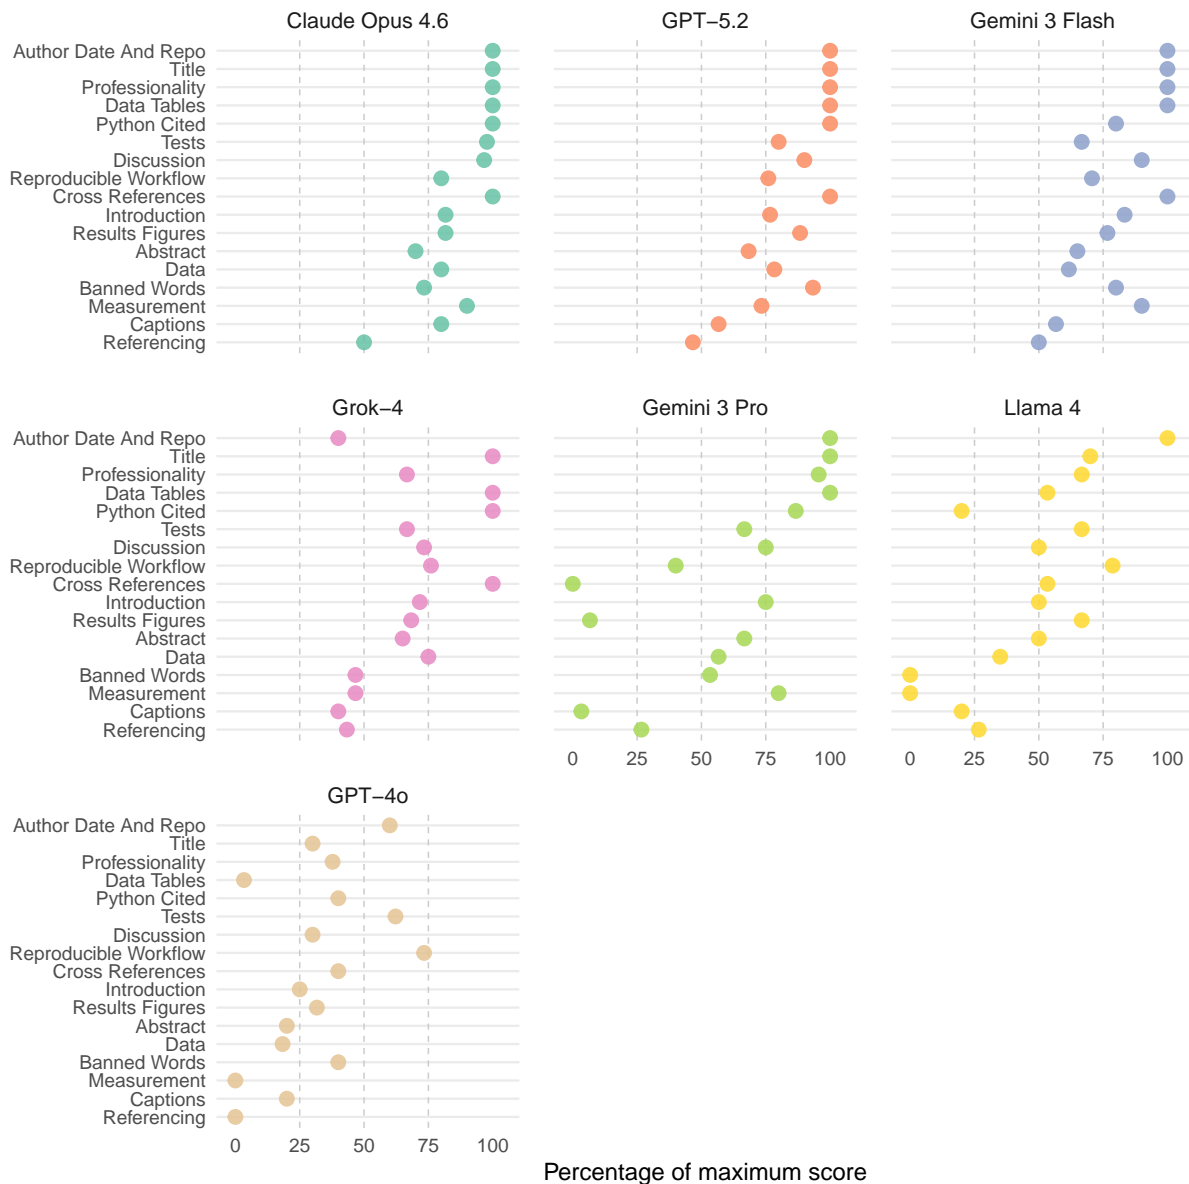 Claude Opus 4.6
GPT−5.2
Gemini 3 Flash
Author Date And Repo
Title
Professionality
Data Tables
Python Cited
Tests
Discussion
Reproducible Workflow
Cross References
Introduction
Results Figures
Abstract
Data
Banned Words
Measurement
Captions
Referencing
Grok−4
Gemini 3 Pro
Llama 4
Author Date And Repo
Title
Professionality
Data Tables
Python Cited
Tests
Discussion
Reproducible Workflow
Cross References
Introduction
Results Figures
Abstract
Data
Banned Words
Measurement
Captions
Referencing
0 25 50 75 100
0 25 50 75 100
GPT−4o
Author Date And Repo
Title
Professionality
Data Tables
Python Cited
Tests
Discussion
Reproducible Workflow
Cross References
Introduction
Results Figures
Abstract
Data
Banned Words
Measurement
Captions
Referencing
0 25 50 75 100
Percentage of maximum score